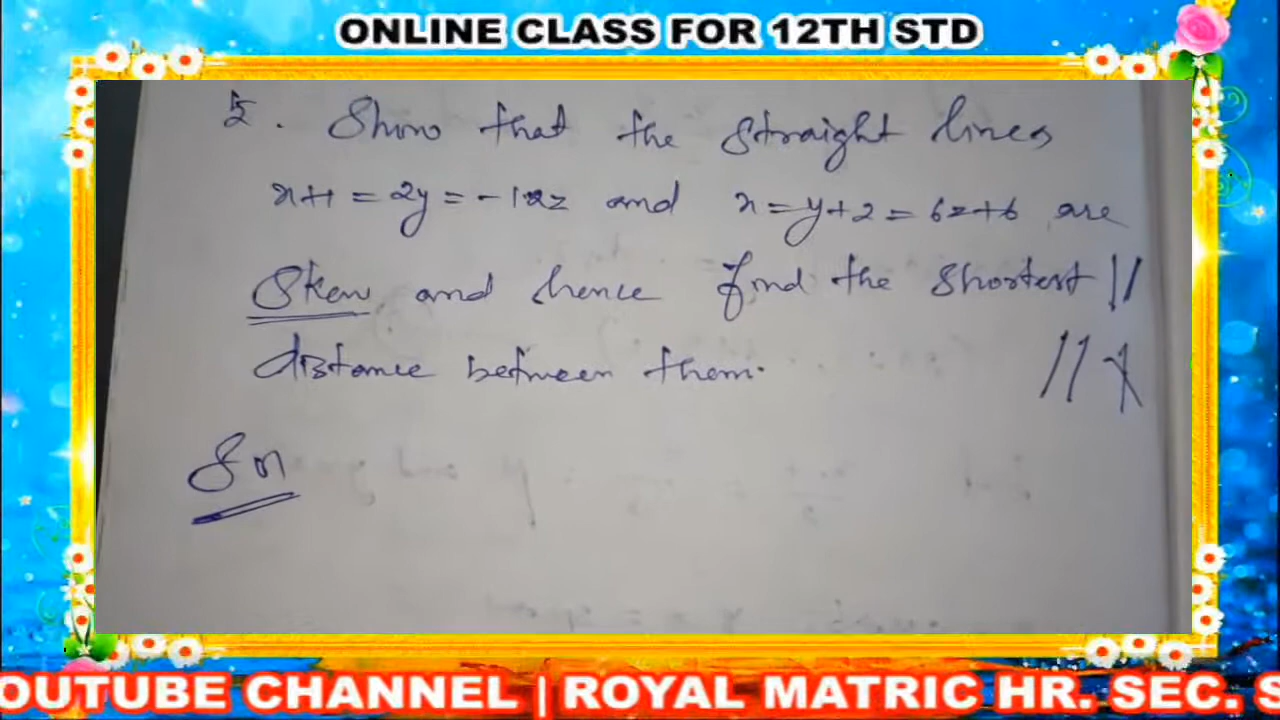 ONLINE CLASS FOR 12TH STD
5. Show that the straight lines
x+1 = 2y = -12z and x = y+2 = 6z+6 are
Skew and hence find the shortest
distance between them.
Sn
OUTUBE CHANNEL | ROYAL MATRIC HR. SEC. S